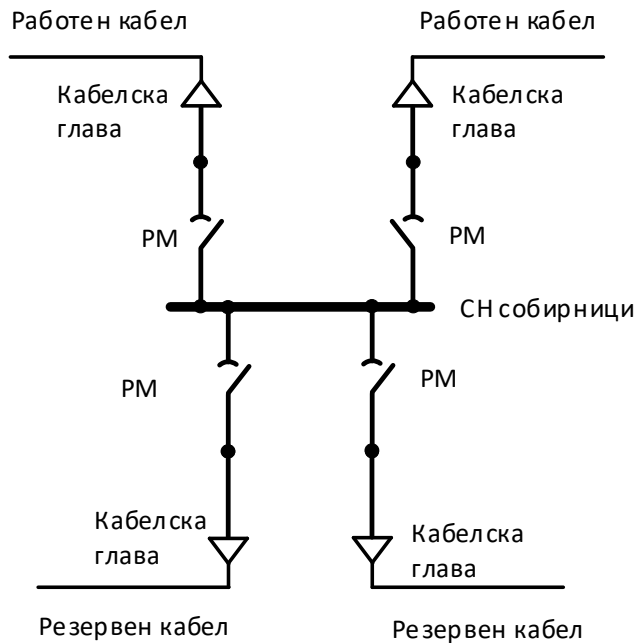 Работен кабел
Работен кабел
Кабелска
глава
Кабелска
глава
РМ
РМ
СН собирници
РМ
РМ
Кабелска
глава
Кабелска
глава
Резервен кабел
Резервен кабел